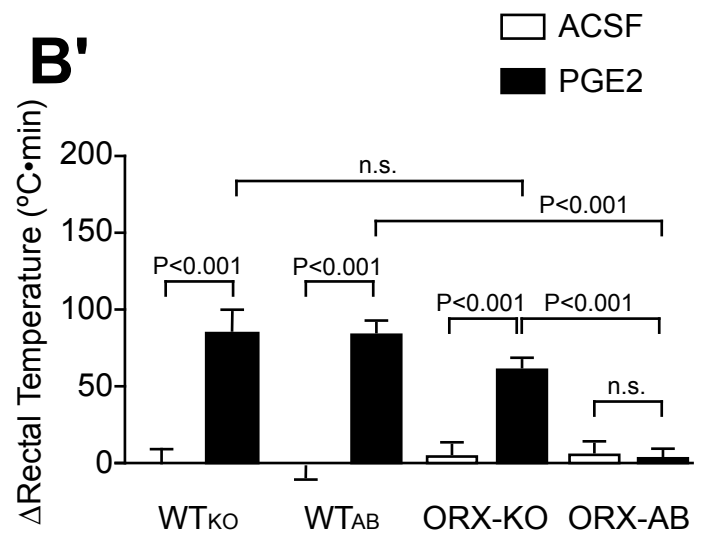 ACSF
B'
PGE2
ΔRectal Temperature (°C•min)
200
n.s.
P<0.001
150
P<0.001 P<0.001
100
P<0.001 P<0.001
50
n.s.
0
WTKO WTAB ORX-KO ORX-AB